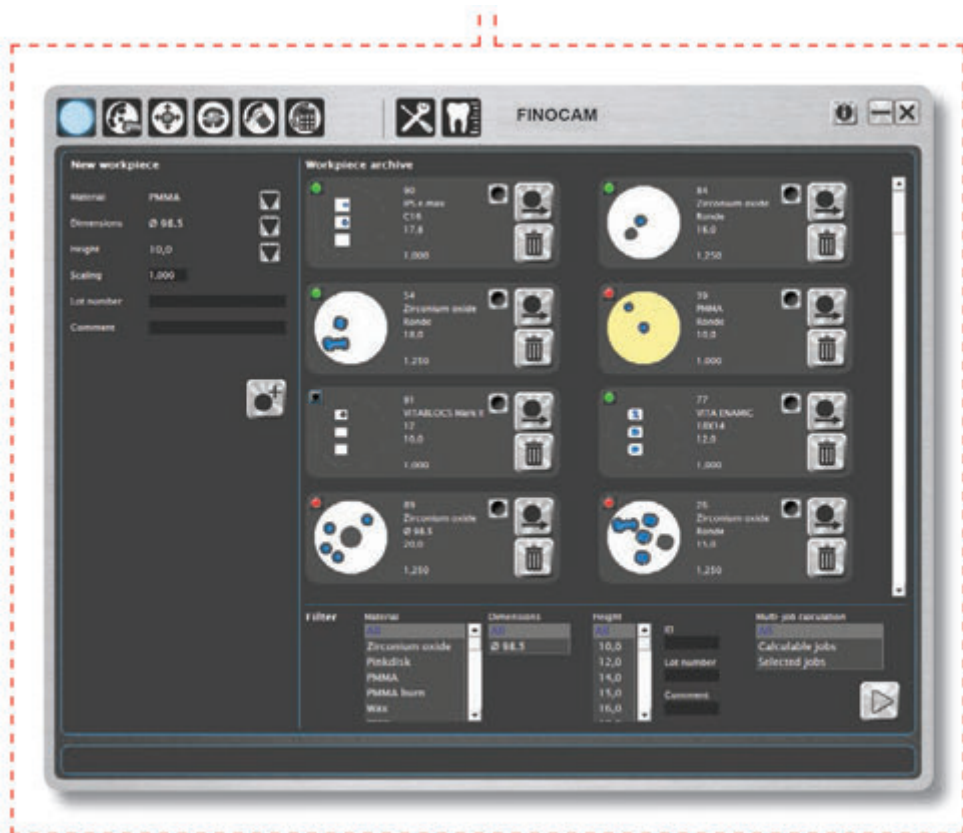 FINOCAM
New workpiece
Material PMMA
Dimensions Ø 98.5
Height 10,0
Scaling 1,000
Lot number
Comment
Workpiece archive
90
IPS e.max
C16
17,8
1,000
84
Zirconium oxide
Ronde
16,0
1,250
54
Zirconium oxide
Ronde
18,0
1,250
39
PMMA
Ronde
10,0
1,000
81
VITABLOCS Mark II
12
10,0
1,000
77
VITA ENAMIC
18X14
12,0
1,000
89
Zirconium oxide
Ø 98.5
20,0
1,250
Zirconium oxide
Ronde
15,0
1,250
Filter
Material
All
Zirconium oxide
Pinkdisk
PMMA
PMMA burn
Wax
Dimensions
All
Ø 98.5
Height
All
10,0
12,0
14,0
15,0
16,0
ID
Lot number
Comment
Multi-job calculation
All
Calculable jobs
Selected jobs